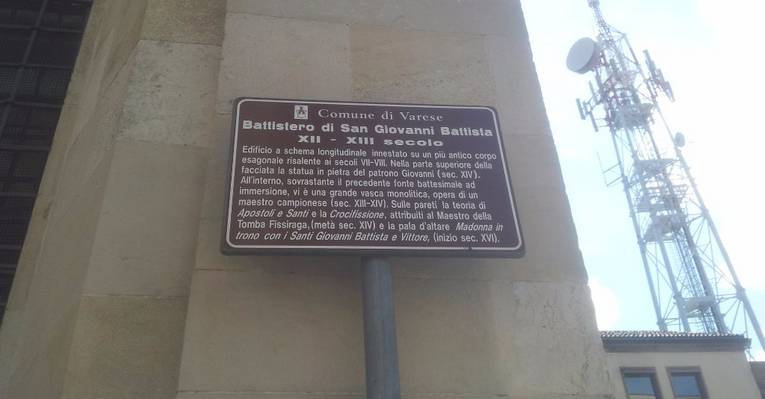 Comune di Varese
Battistero di San Giovanni Battista
XII - XIII secolo
Edificio a schema longitudinale innestato su un più antico corpo
esagonale risalente ai secoli VII-VIII. Nella parte superiore della
facciata la statua in pietra del patrono Giovanni (sec. XIV).
All'interno, sovrastante il precedente fonte battesimale ad
immersione, vi è una grande vasca monolitica, opera di un
maestro campionese (sec. XIII-XIV). Sulle pareti la teoria di
Apostoli e Santi e la Crocifissione, attribuiti al Maestro della
Tomba Fissiraga, (metà sec. XIV) e la pala d'altare Madonna in
trono con i Santi Giovanni Battista e Vittore, (inizio sec. XVI).